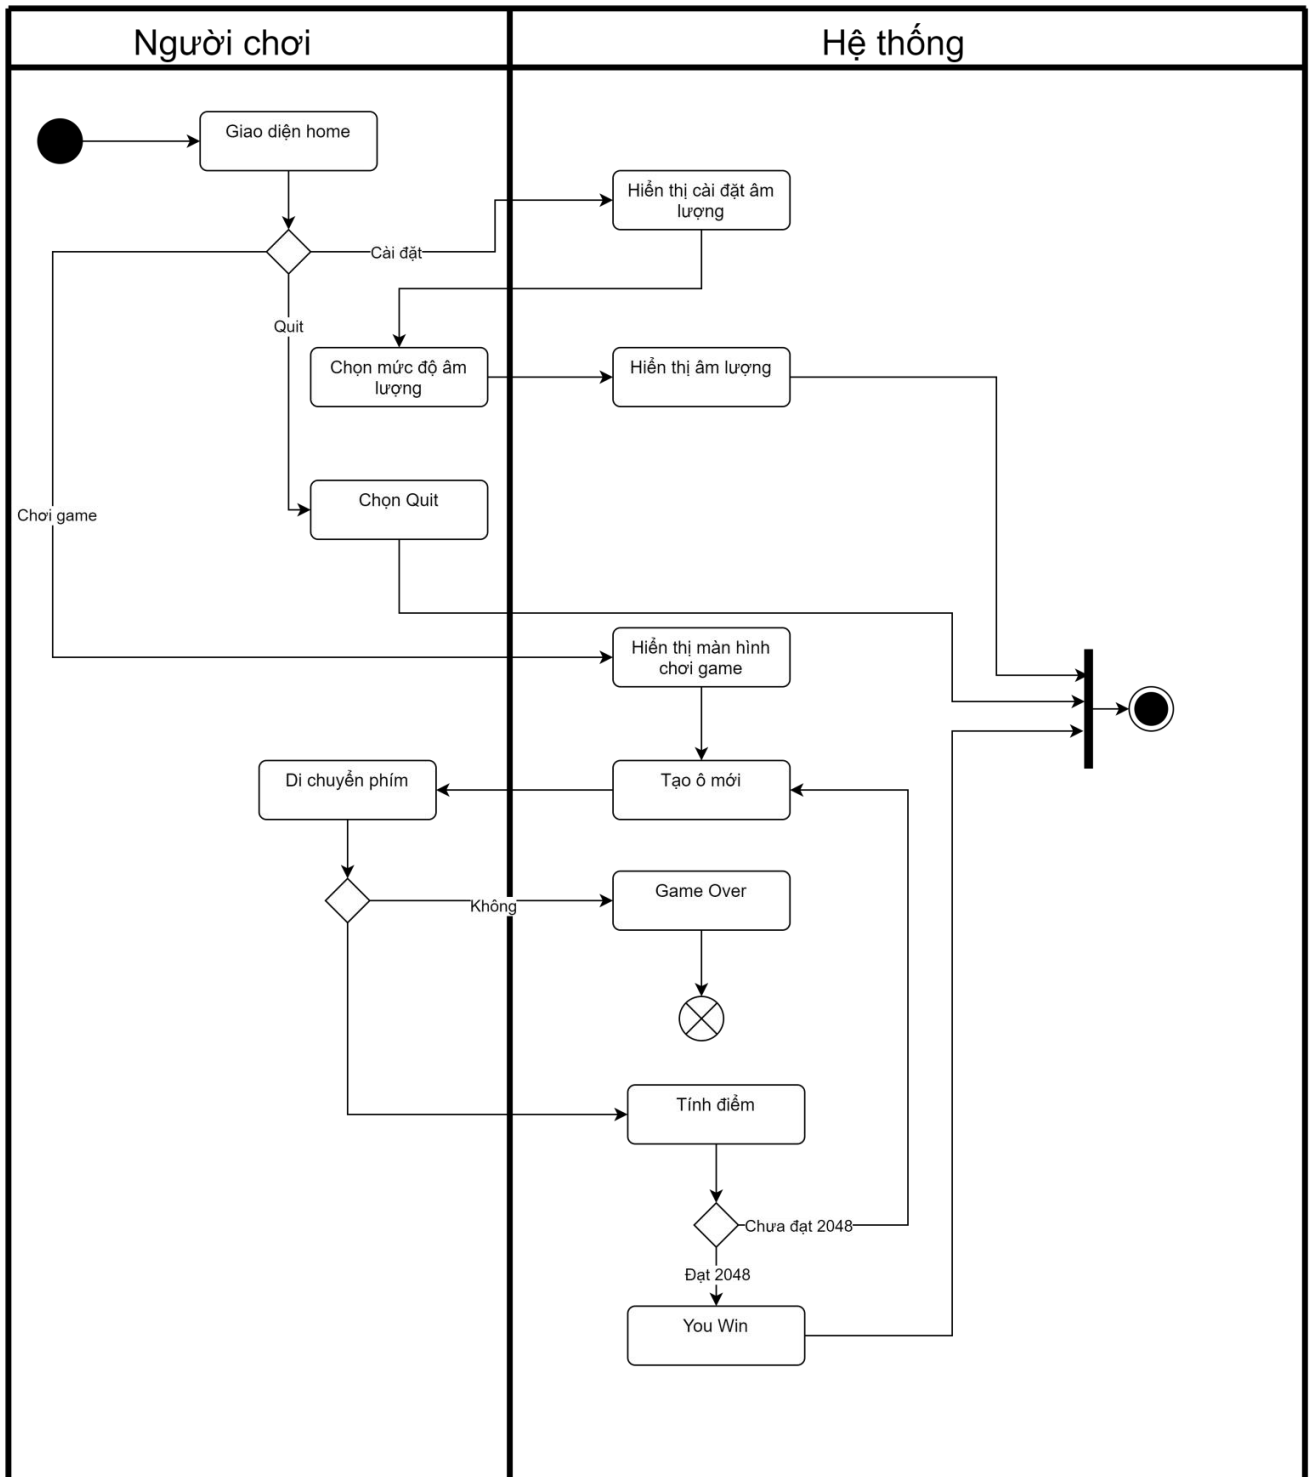 Người chơi
Hệ thống
Giao diện home
Hiển thị cài đặt âm
lượng
Cài đặt
Quit
Chọn mức độ âm
lượng
Hiển thị âm lượng
Chọn Quit
Chơi game
Hiển thị màn hình
chơi game
Di chuyển phím
Tạo ô mới
Không
Game Over
Tính điểm
Chưa đạt 2048
Đạt 2048
You Win